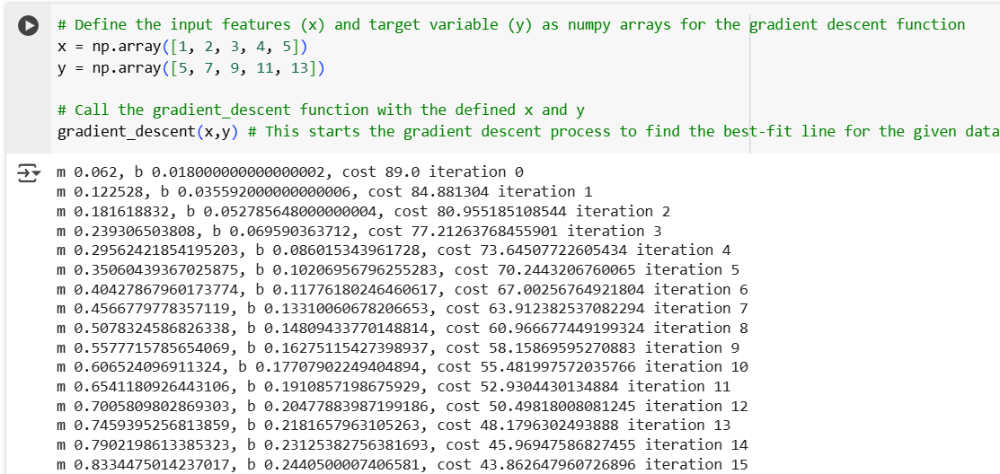 # Define the input features (x) and target variable (y) as numpy arrays for the gradient descent function
x = np.array([1, 2, 3, 4, 5])
y = np.array([5, 7, 9, 11, 13])
# Call the gradient_descent function with the defined x and y
gradient_descent(x,y) # This starts the gradient descent process to find the best-fit line for the given data
m 0.062, b 0.018000000000000002, cost 89.0 iteration 0
m 0.122528, b 0.035592000000000006, cost 84.881304 iteration 1
m 0.181618832, b 0.052785648000000004, cost 80.955185108544 iteration 2
m 0.239306503808, b 0.069590363712, cost 77.21263768455901 iteration 3
m 0.29562421854195203, b 0.086015343961728, cost 73.64507722605434 iteration 4
m 0.35060439367025875, b 0.10206956796255283, cost 70.2443206760065 iteration 5
m 0.40427867960173774, b 0.11776180246460617, cost 67.00256764921804 iteration 6
m 0.4566779778357119, b 0.13310060678206653, cost 63.912382537082294 iteration 7
m 0.5078324586826338, b 0.14809433770148814, cost 60.966677449199324 iteration 8
m 0.5577715785654069, b 0.16275115427398937, cost 58.15869595270883 iteration 9
m 0.606524096911324, b 0.17707902249404894, cost 55.481997572035766 iteration 10
m 0.6541180926443106, b 0.1910857198675929, cost 52.9304430134884 iteration 11
m 0.7005809802869303, b 0.20477883987199186, cost 50.49818008081245 iteration 12
m 0.7459395256813859, b 0.2181657963105263, cost 48.1796302493888 iteration 13
m 0.7902198613385323, b 0.23125382756381693, cost 45.96947586827455 iteration 14
m 0.8334475014237017, b 0.2440500007406581, cost 43.862647960726896 iteration 15